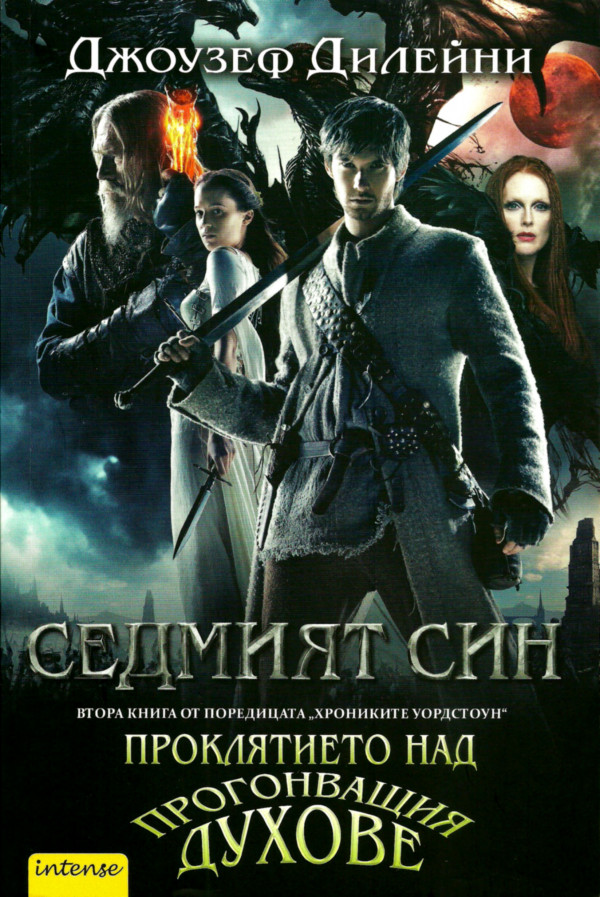 Джоузеф Дилейни
СЕДМИЯТ СИН
ВТОРА КНИГА ОТ ПОРЕДИЦАТА „ХРОНИКИТЕ УОРДСТОУН“
ПРОКЛЯТИЕТО НАД
ПРОГОНВАЩИЯ
ДУХОВЕ
intense